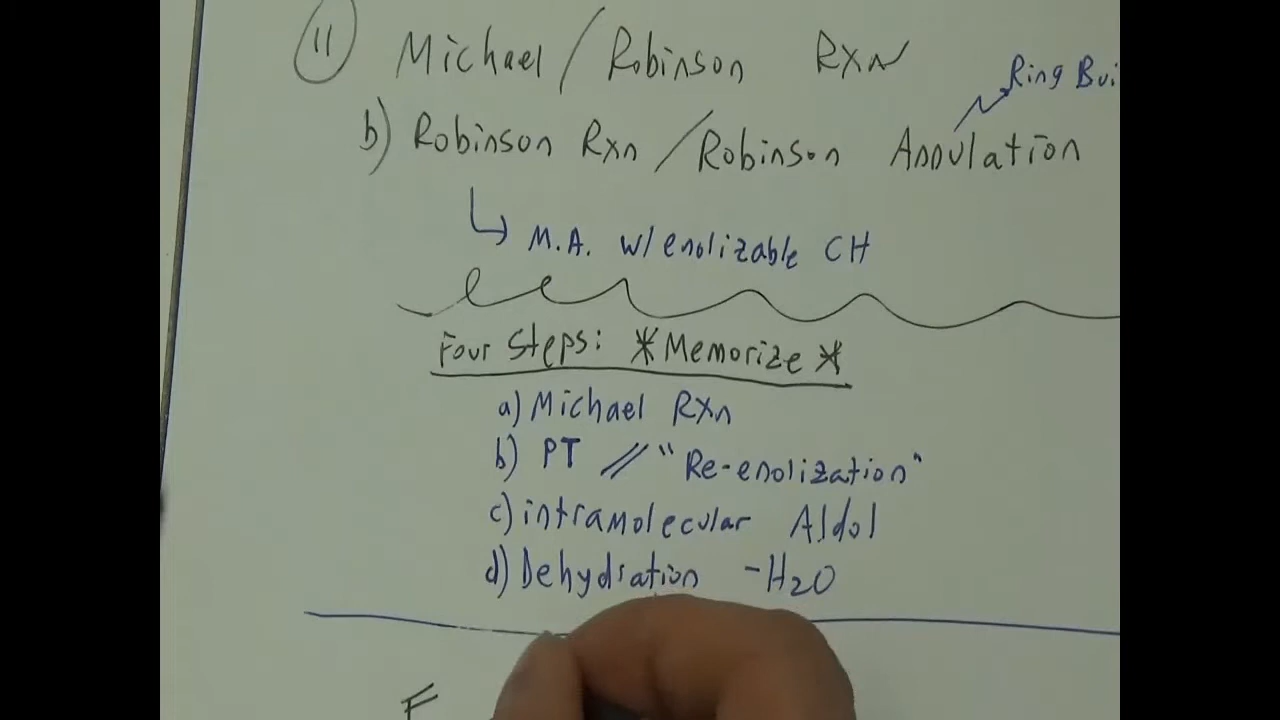 11 Michael / Robinson Rxn
Ring Bui
b) Robinson Rxn / Robinson Annulation
M.A. w/ enolizable CH
Four Steps: *Memorize*
a) Michael Rxn
b) PT // "Re-enolization"
c) intramolecular Aldol
d) Dehydration -H2O
E